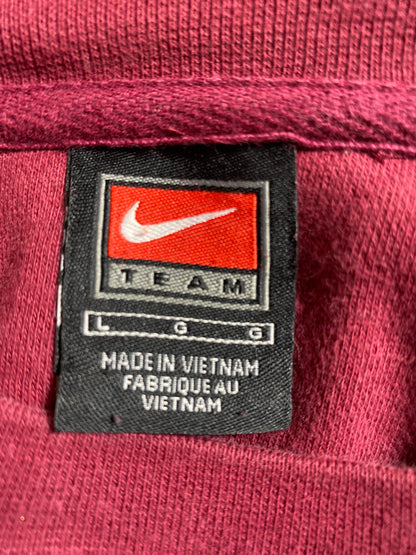 TEAM
L G G
MADE IN VIETNAM
FABRIQUE AU
VIETNAM